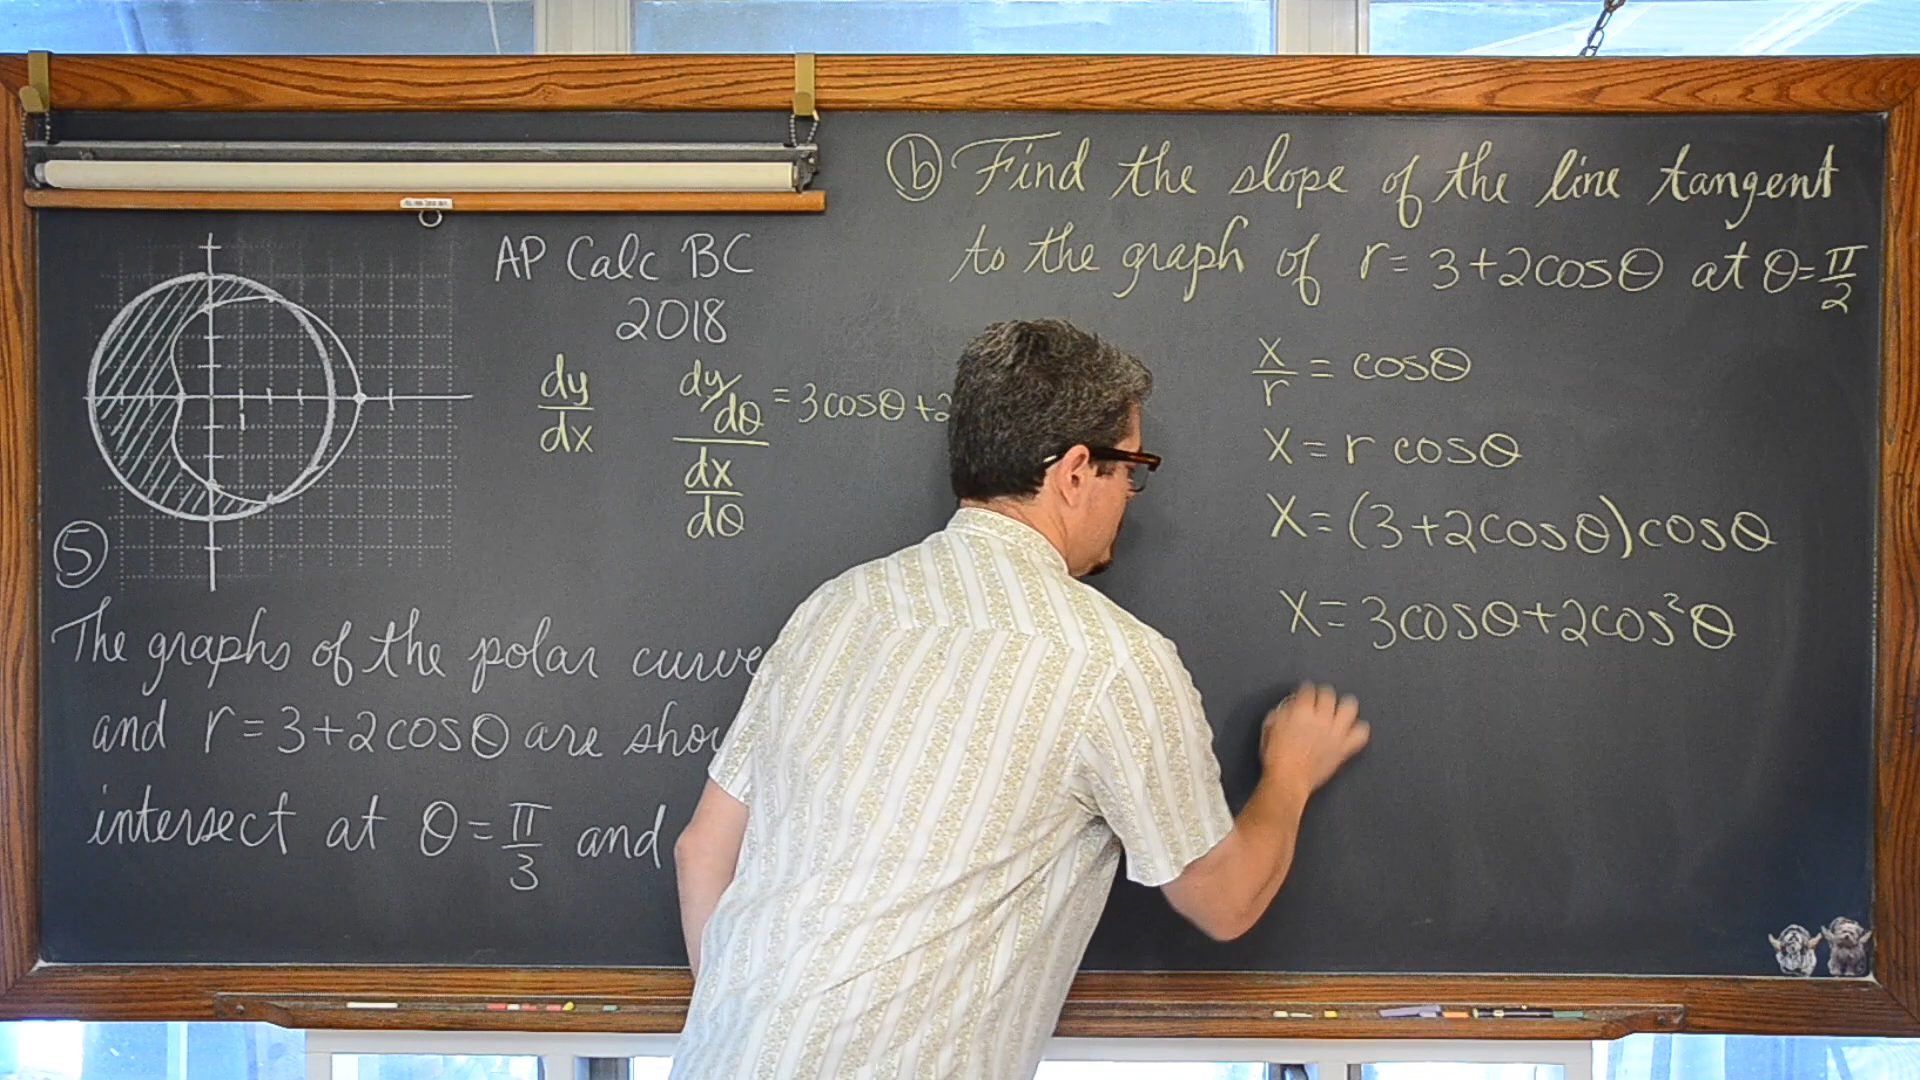 ⓑ Find the slope of the line tangent
to the graph of r = 3+2cosθ at θ=π/2
AP Calc BC
2018
dy/dx
dy/dθ = 3cosθ+2
dx/dθ
x/r = cosθ
x = r cosθ
x = (3+2cosθ)cosθ
x = 3cosθ+2cos²θ
1
⑤
The graphs of the polar curve
and r=3+2cosθ are sho
intersect at θ=π/3 and